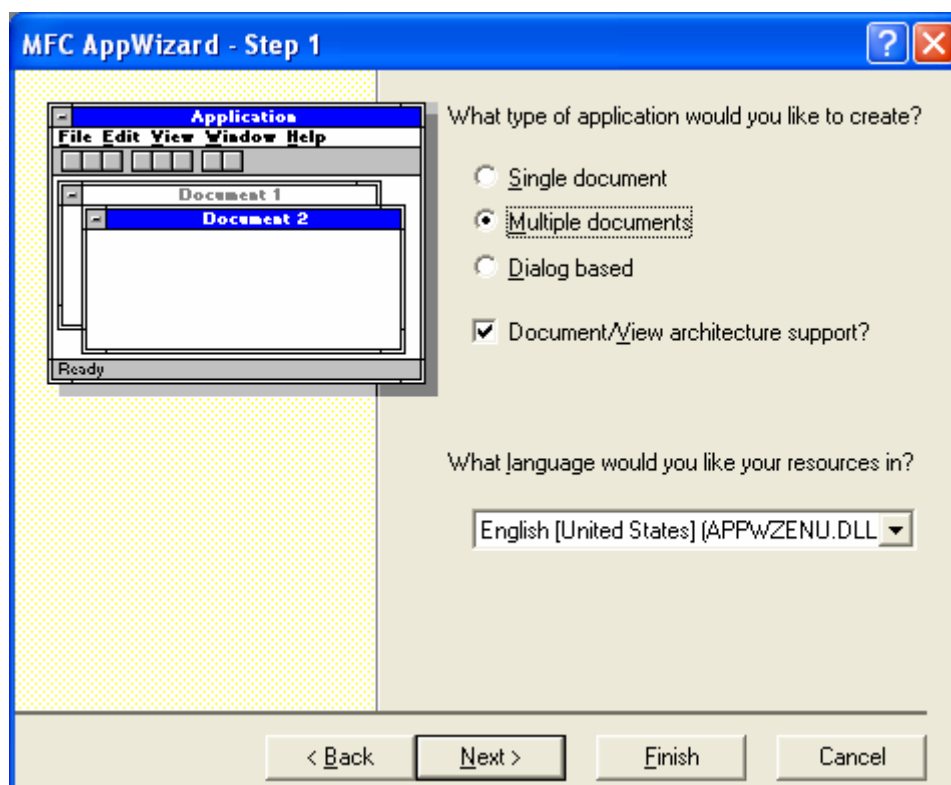 MFC AppWizard - Step 1
Application
File Edit View Window Help
Document 1
Document 2
Ready
What type of application would you like to create?
Single document
Multiple documents
Dialog based
Document/View architecture support?
What language would you like your resources in?
English [United States] (APPWZENU.DLL
< Back
Next >
Finish
Cancel